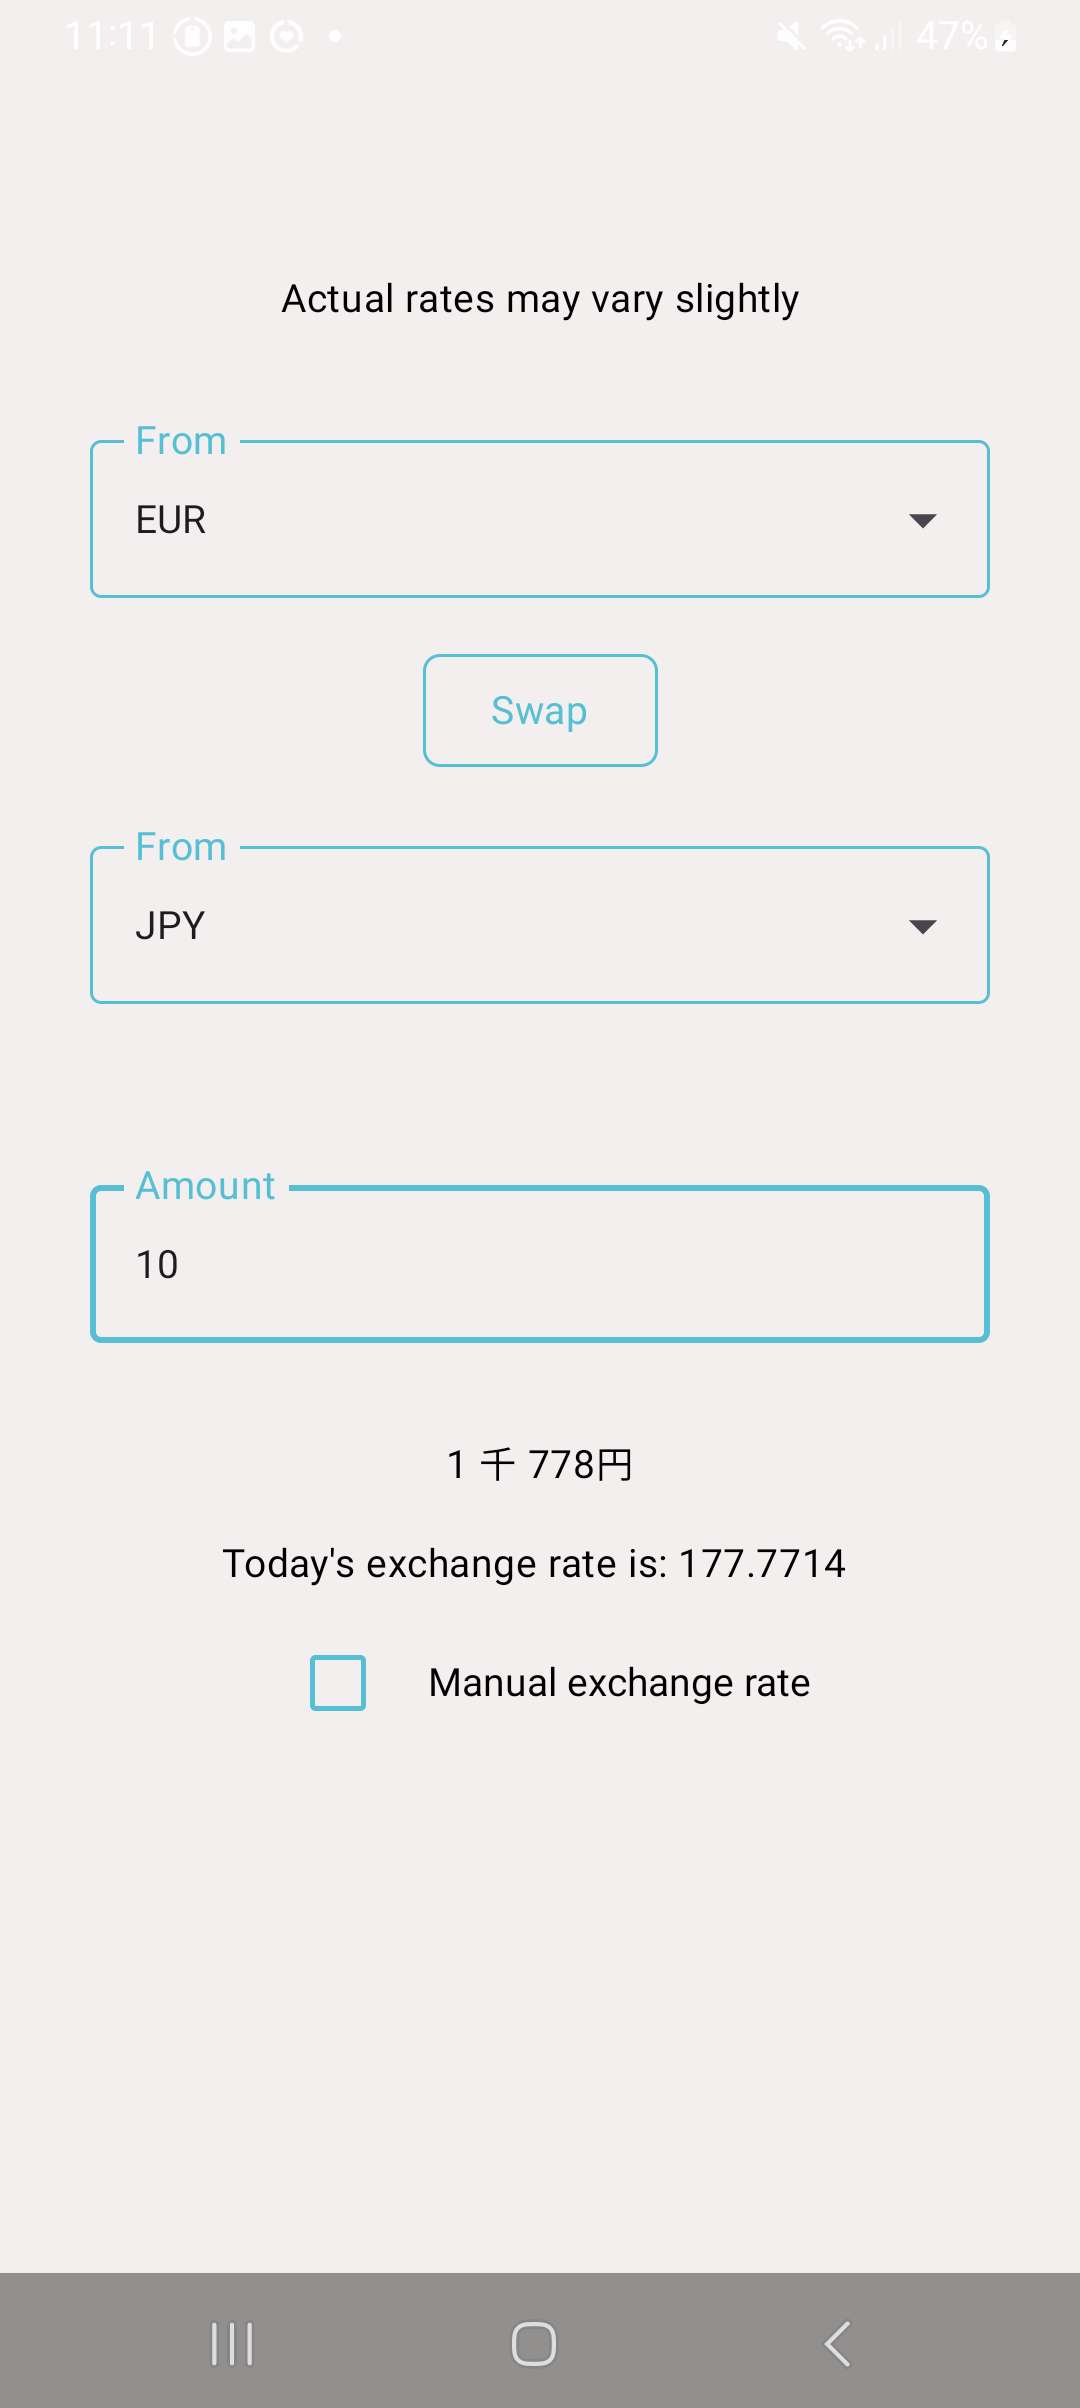 11:11
47%
Actual rates may vary slightly
From
EUR
Swap
From
JPY
Amount
10
1 千 778円
Today's exchange rate is: 177.7714
Manual exchange rate